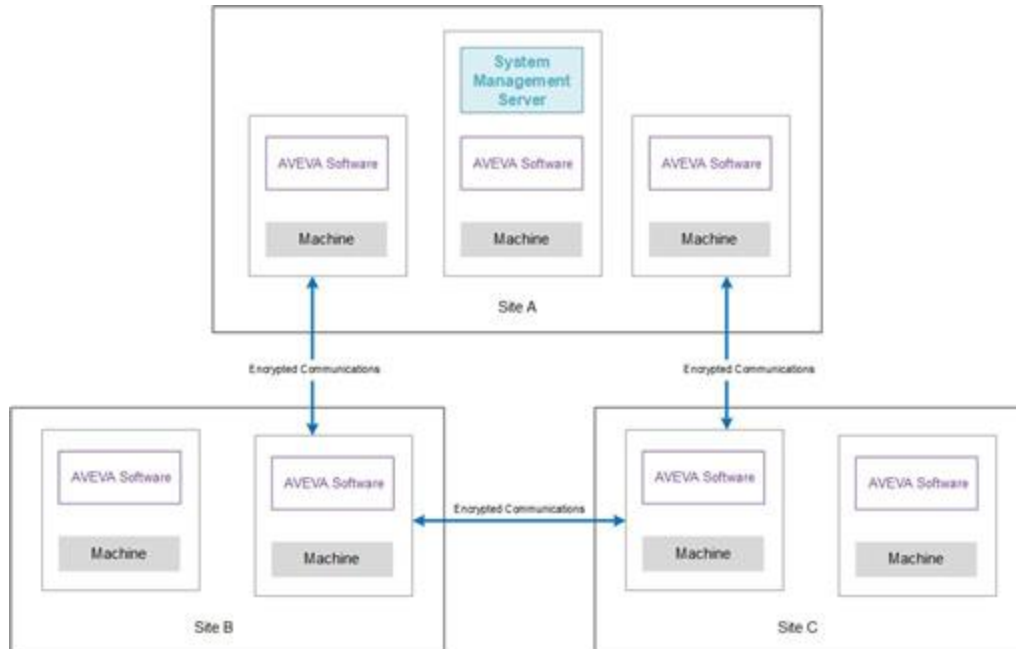 System
Management
Server
AVEVA Software
AVEVA Software
AVEVA Software
Machine
Machine
Machine
Site A
Encrypted Communications
Encrypted Communications
AVEVA Software
AVEVA Software
AVEVA Software
AVEVA Software
Encrypted Communications
Machine
Machine
Machine
Machine
Site B
Site C